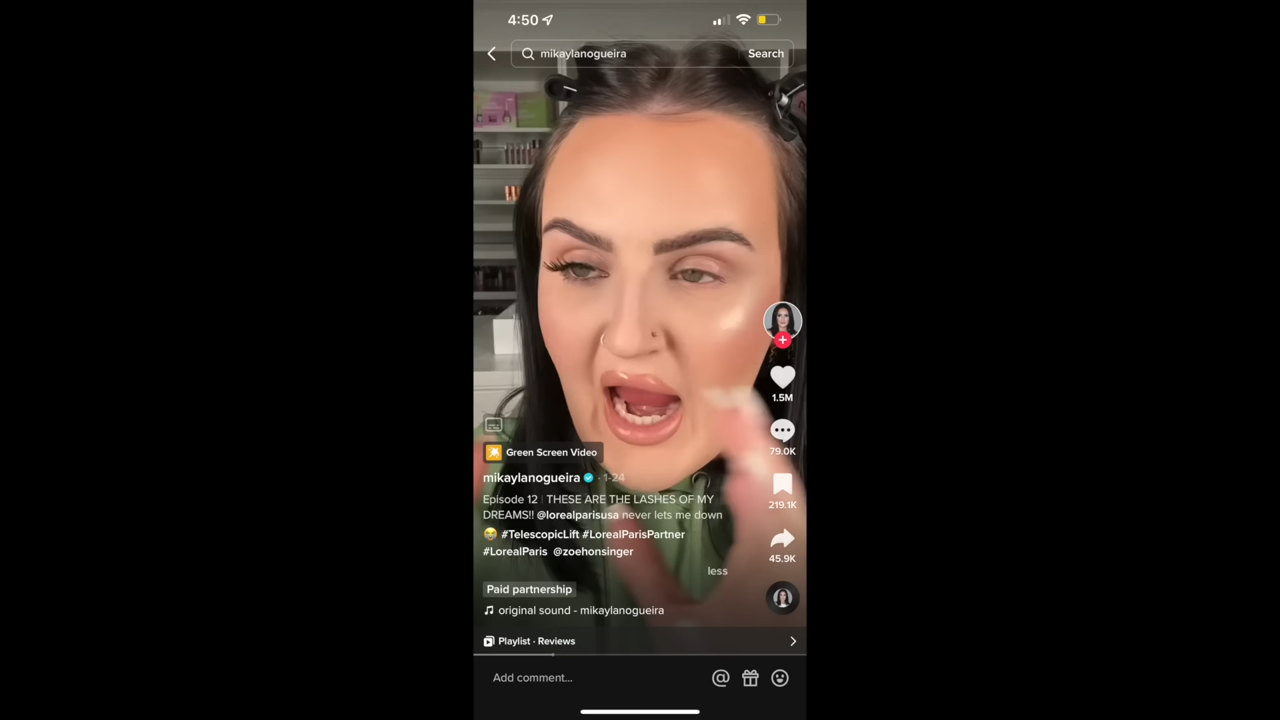 4:50
mikaylanogueira Search
1.5M
79.0K
Green Screen Video
mikaylanogueira · 1-24
Episode 12 | THESE ARE THE LASHES OF MY
DREAMS!! @lorealparisusa never lets me down
219.1K
😭 #TelescopicLift #LorealParisPartner
#LorealParis @zoehonsinger
45.9K
less
Paid partnership
original sound - mikaylanogueira
Playlist · Reviews
Add comment...